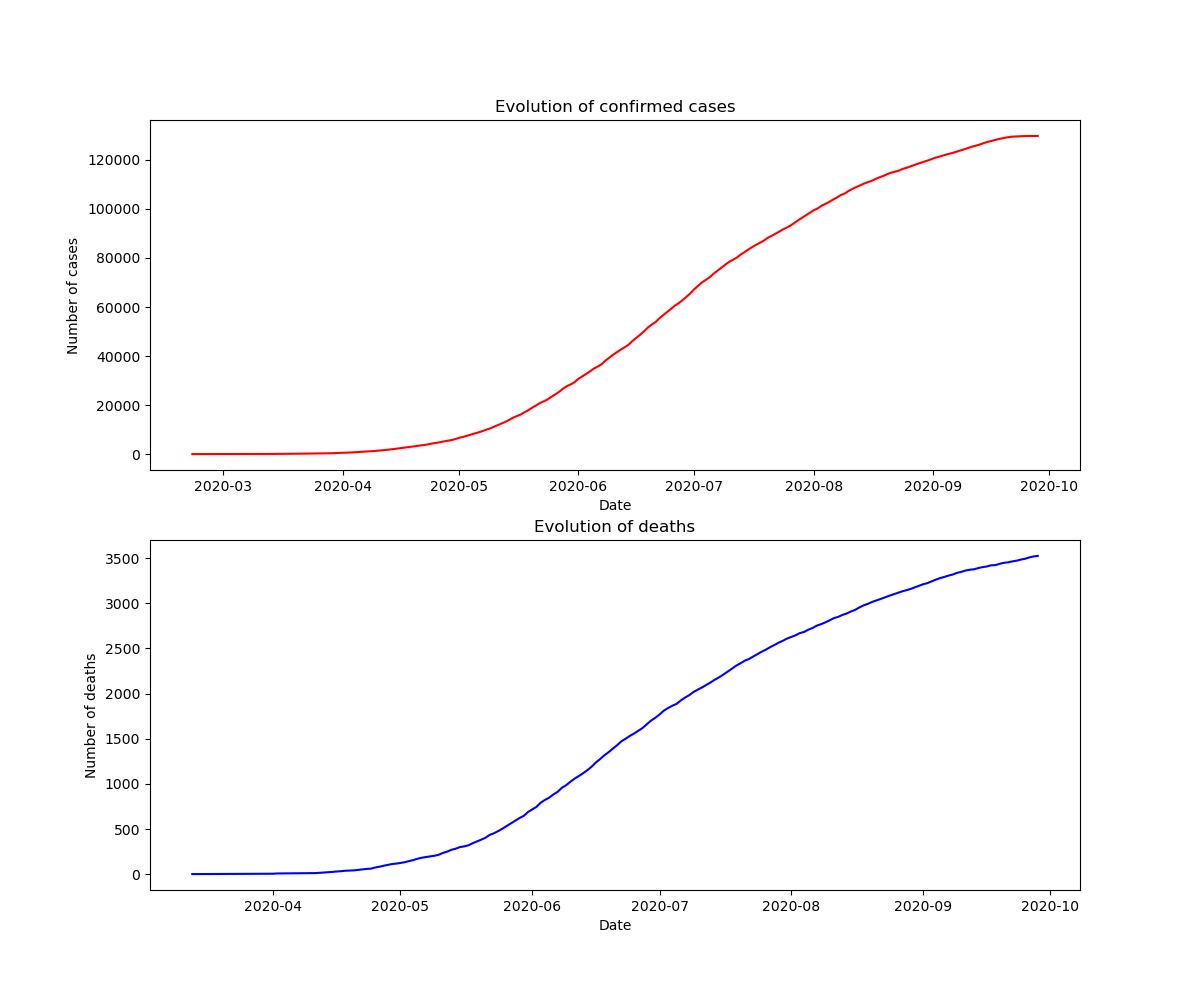 Evolution of confirmed cases
Number of cases
120000
100000
80000
60000
40000
20000
0
2020-03 2020-04 2020-05 2020-06 2020-07 2020-08 2020-09 2020-10
Date
Evolution of deaths
Number of deaths
3500
3000
2500
2000
1500
1000
500
0
2020-04 2020-05 2020-06 2020-07 2020-08 2020-09 2020-10
Date